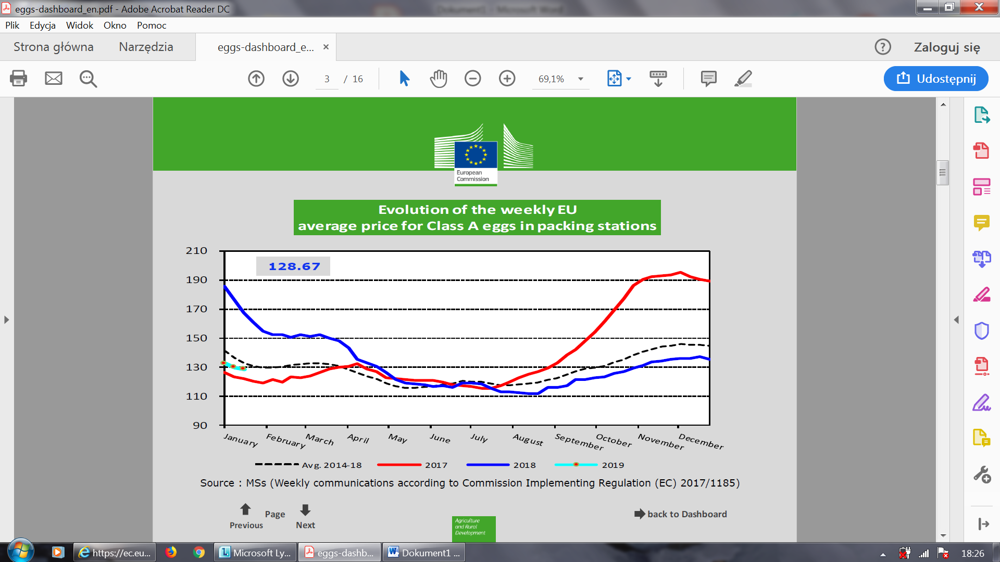 eggs-dashboard_en.pdf - Adobe Acrobat Reader DC
Dokument1 - Microsoft Word
Plik Edycja Widok Okno Pomoc
Strona główna Narzędzia eggs-dashboard_e... × ? Zaloguj się
3 / 16 69,1% Udostępnij
European
Commission
Evolution of the weekly EU
average price for Class A eggs in packing stations
210
128.67
190
170
150
130
110
90
January February March April May June July August September October November December
Avg. 2014-18 2017 2018 2019
Source : MSs (Weekly communications according to Commission Implementing Regulation (EC) 2017/1185)
Previous Page Next back to Dashboard
Agriculture
and Rural
Development
https://ec.eu... Microsoft Ly... eggs-dashb... Dokument1 ... 18:26